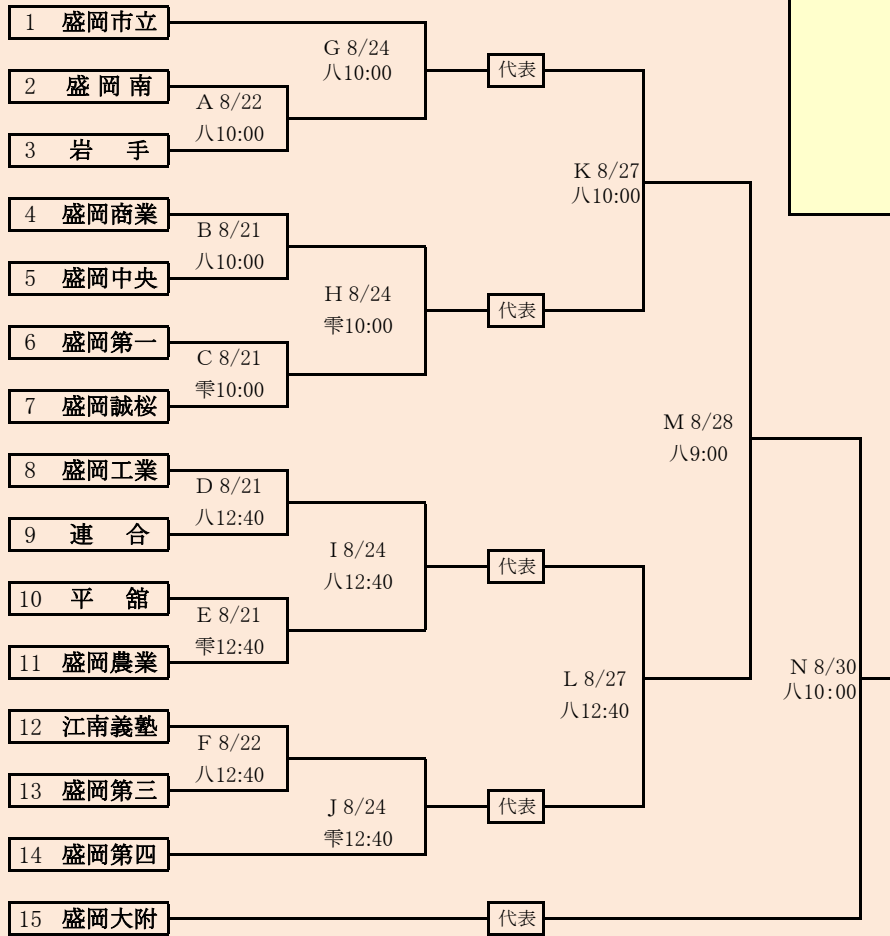 1 盛岡市立
G 8/24
八10:00
代表
2 盛岡南
A 8/22
八10:00
3 岩手
K 8/27
八10:00
4 盛岡商業
B 8/21
八10:00
5 盛岡中央
H 8/24
雫10:00
代表
6 盛岡第一
C 8/21
雫10:00
7 盛岡誠桜
M 8/28
八9:00
8 盛岡工業
D 8/21
八12:40
9 連合
I 8/24
八12:40
代表
10 平舘
E 8/21
雫12:40
11 盛岡農業
L 8/27
八12:40
N 8/30
八10:00
12 江南義塾
F 8/22
八12:40
13 盛岡第三
J 8/24
雫12:40
代表
14 盛岡第四
15 盛岡大附
代表